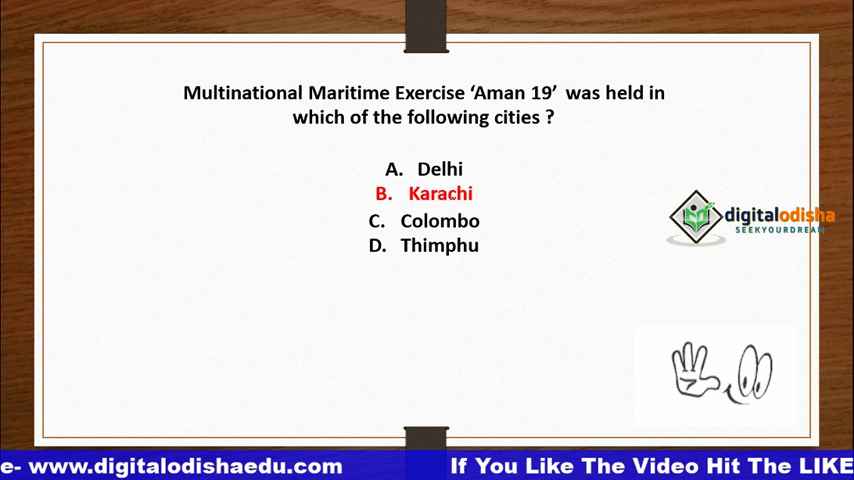 Multinational Maritime Exercise ‘Aman 19’ was held in
which of the following cities ?
A. Delhi
B. Karachi
C. Colombo
D. Thimphu
digitalodisha
SEEKYOURDREAM
e- www.digitalodishaedu.com If You Like The Video Hit The LIKE